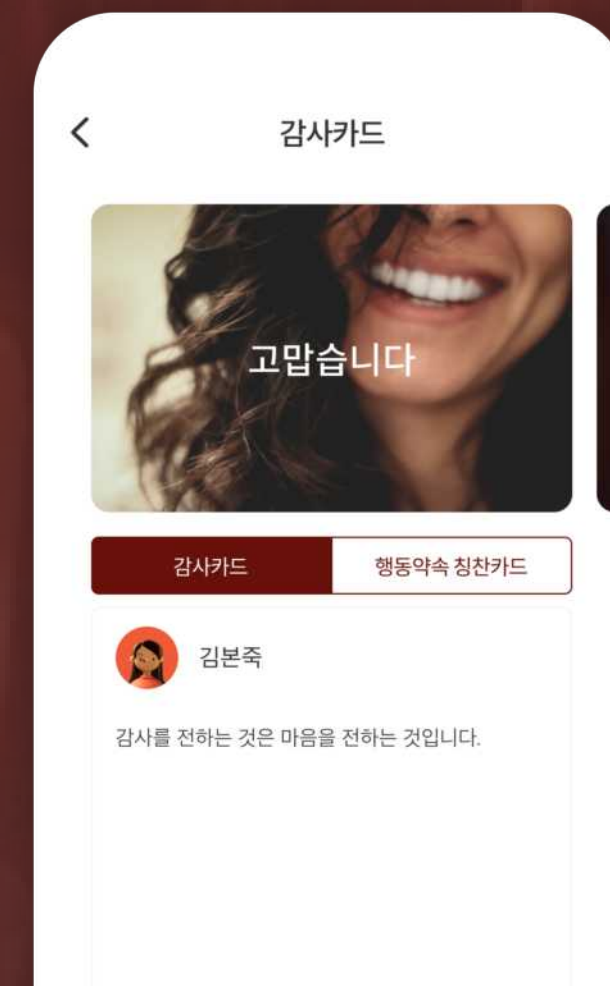 감사카드
고맙습니다
감사카드
행동약속 칭찬카드
김본죽
감사를 전하는 것은 마음을 전하는 것입니다.